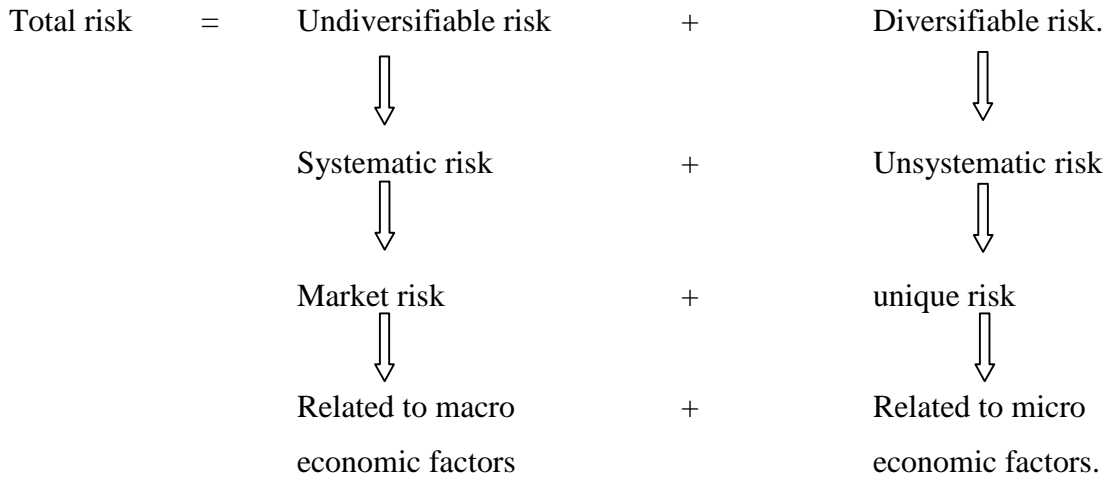 Total risk = Undiversifiable risk + Diversifiable risk.
Systematic risk + Unsystematic risk
Market risk + unique risk
Related to macro + Related to micro
economic factors economic factors.